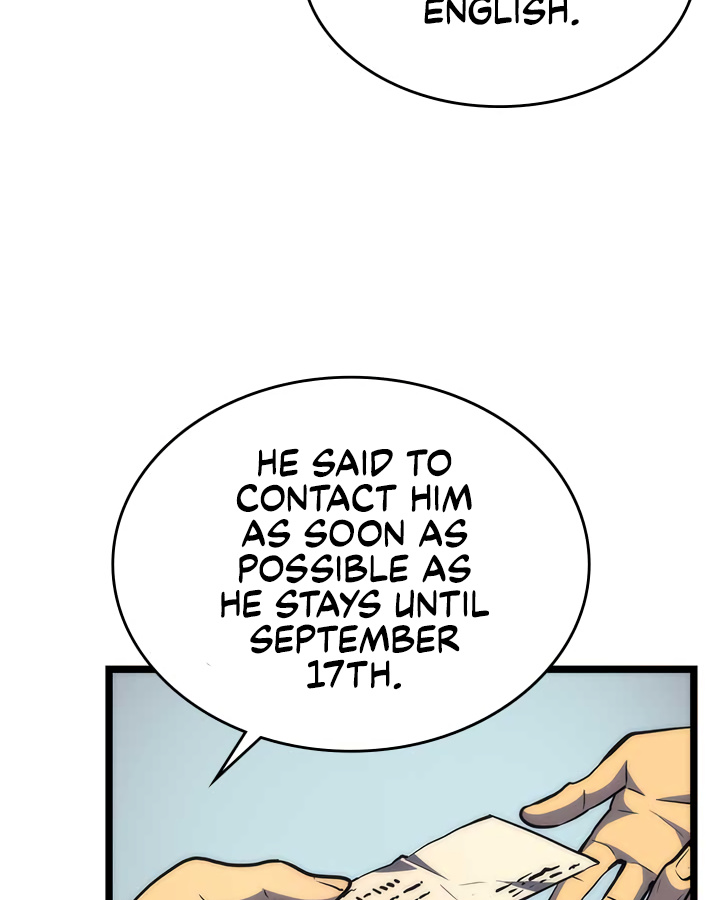 ENGLISH.
HE SAID TO
CONTACT HIM
AS SOON AS
POSSIBLE AS
HE STAYS UNTIL
SEPTEMBER
17TH.